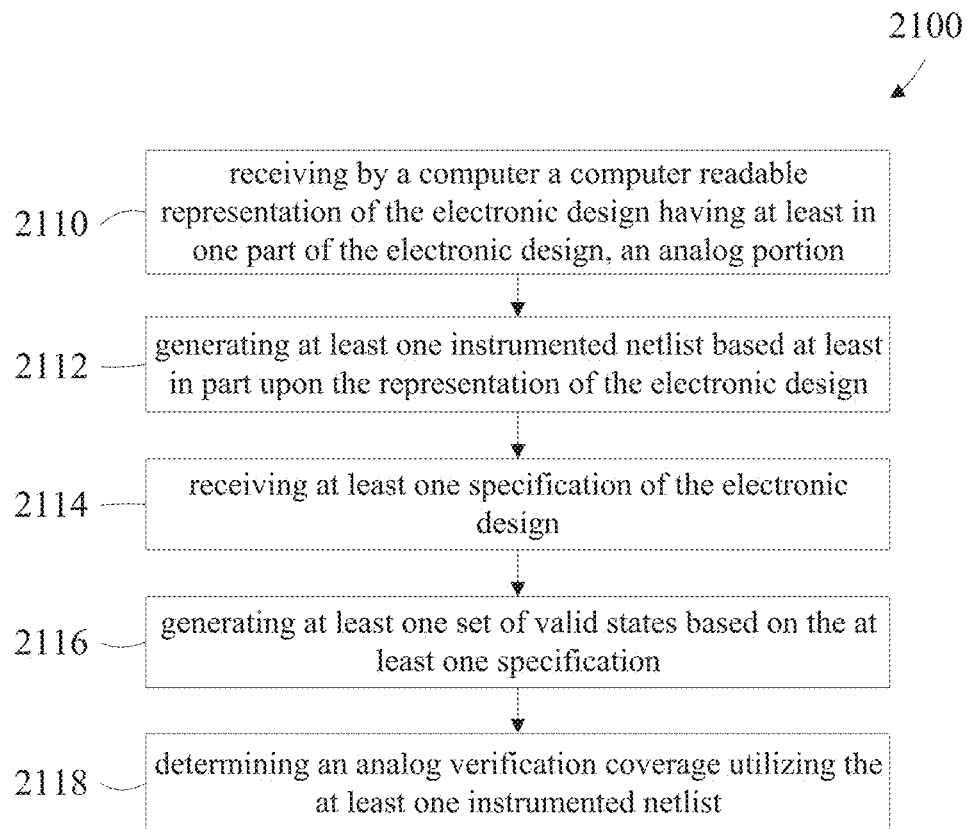 2100
2110
receiving by a computer a computer readable
representation of the electronic design having at least in
one part of the electronic design, an analog portion
2112
generating at least one instrumented netlist based at least
in part upon the representation of the electronic design
2114
receiving at least one specification of the electronic
design
2116
generating at least one set of valid states based on the at
least one specification
2118
determining an analog verification coverage utilizing the
at least one instrumented netlist